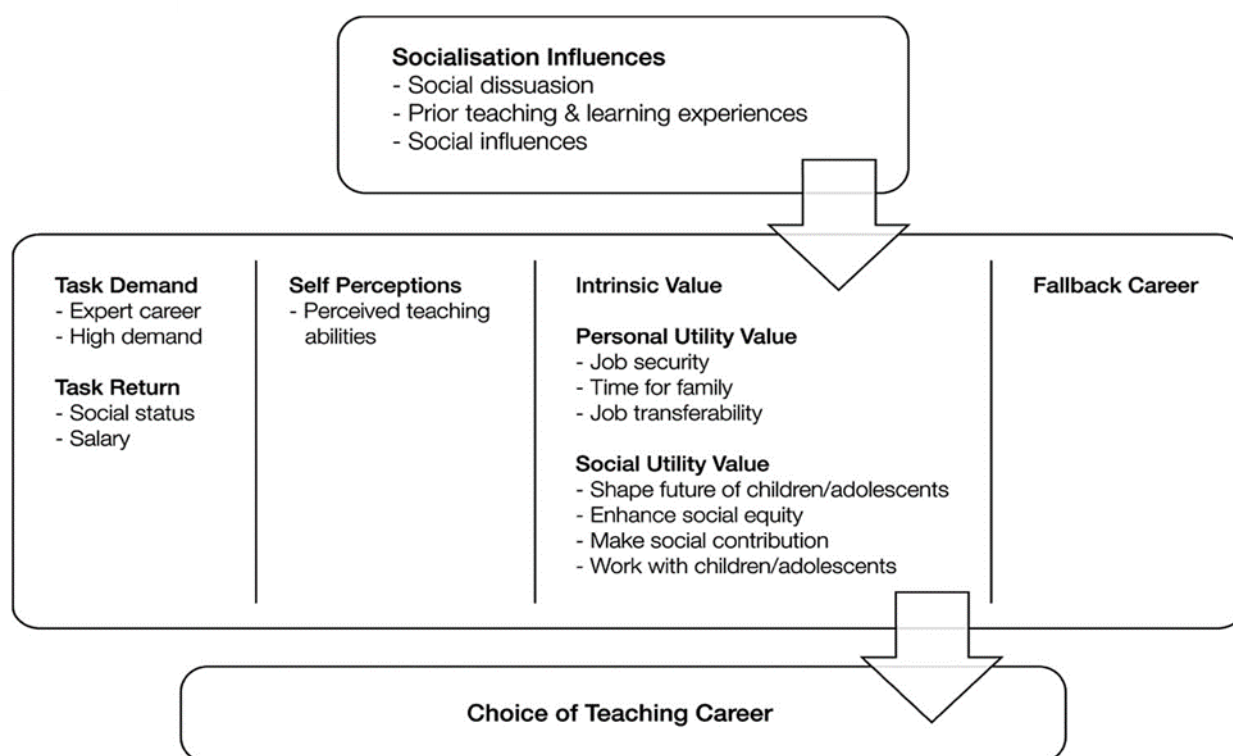 Socialisation Influences
- Social dissuasion
- Prior teaching & learning experiences
- Social influences
Task Demand
- Expert career
- High demand
Task Return
- Social status
- Salary
Self Perceptions
- Perceived teaching
abilities
Intrinsic Value
Personal Utility Value
- Job security
- Time for family
- Job transferability
Social Utility Value
- Shape future of children/adolescents
- Enhance social equity
- Make social contribution
- Work with children/adolescents
Fallback Career
Choice of Teaching Career